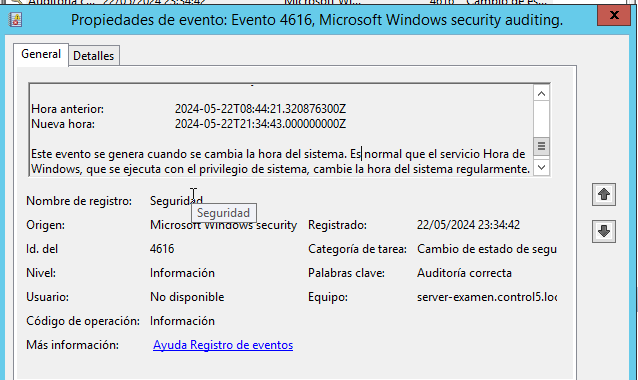 22/05/2024 23:34:42
4616
Cambio de es...
Propiedades de evento: Evento 4616, Microsoft Windows security auditing.
General
Detalles
Hora anterior: 2024-05-22T08:44:21.320876300Z
Nueva hora: 2024-05-22T21:34:43.000000000Z
Este evento se genera cuando se cambia la hora del sistema. Es normal que el servicio Hora de
Windows, que se ejecuta con el privilegio de sistema, cambie la hora del sistema regularmente.
Nombre de registro: Seguridad
Seguridad
Origen: Microsoft Windows security Registrado: 22/05/2024 23:34:42
Id. del 4616 Categoría de tarea: Cambio de estado de segu
Nivel: Información Palabras clave: Auditoría correcta
Usuario: No disponible Equipo: server-examen.control5.loc
Código de operación: Información
Más información: Ayuda Registro de eventos